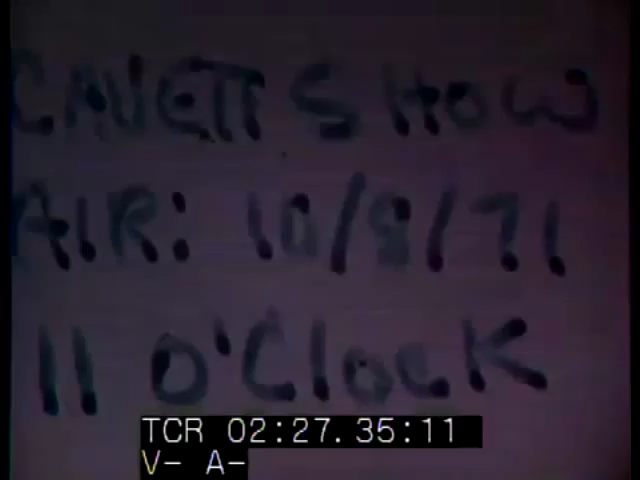 CAVETT SHOW
AIR: 10/8/71
11 O'Clock
TCR 02:27.35:11
V- A-